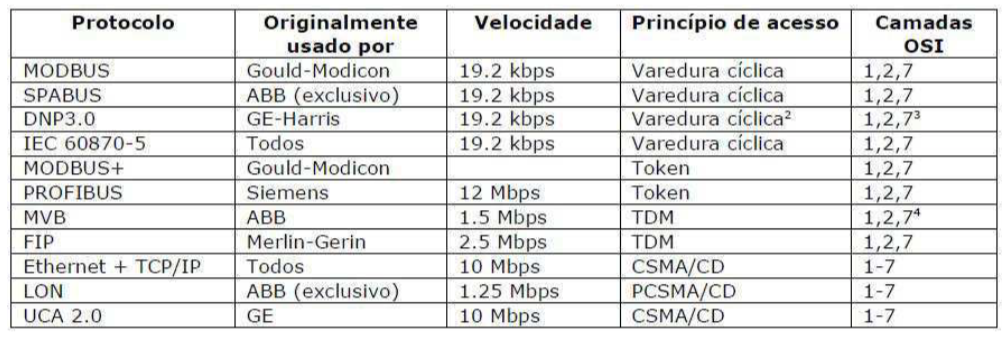 Protocolo Originalmente usado por Velocidade Princípio de acesso Camadas OSI
MODBUS Gould-Modicon 19.2 kbps Varedura cíclica 1,2,7
SPABUS ABB (exclusivo) 19.2 kbps Varedura cíclica 1,2,7
DNP3.0 GE-Harris 19.2 kbps Varedura cíclica² 1,2,7³
IEC 60870-5 Todos 19.2 kbps Varedura cíclica 1,2,7
MODBUS+ Gould-Modicon Token 1,2,7
PROFIBUS Siemens 12 Mbps Token 1,2,7
MVB ABB 1.5 Mbps TDM 1,2,7⁴
FIP Merlin-Gerin 2.5 Mbps TDM 1,2,7
Ethernet + TCP/IP Todos 10 Mbps CSMA/CD 1-7
LON ABB (exclusivo) 1.25 Mbps PCSMA/CD 1-7
UCA 2.0 GE 10 Mbps CSMA/CD 1-7